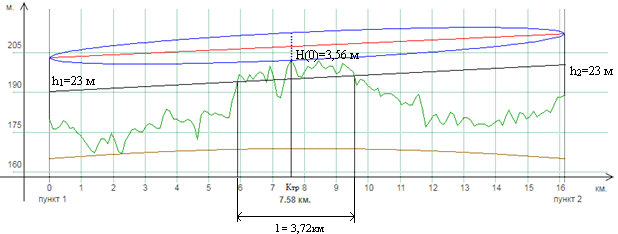 м.
205
190
175
160
H(0)=3,56 м
h1=23 м
h2=23 м
0 1 2 3 4 5 6 7 8 9 10 11 12 13 14 15 16 км.
Kтр
пункт 1 7.58 км. пункт 2
l = 3,72км